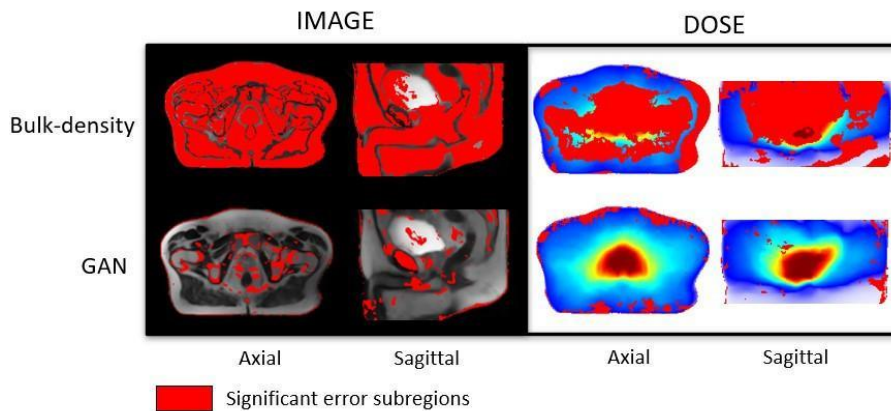 IMAGE
DOSE
Bulk-density
GAN
Axial
Sagittal
Axial
Sagittal
Significant error subregions